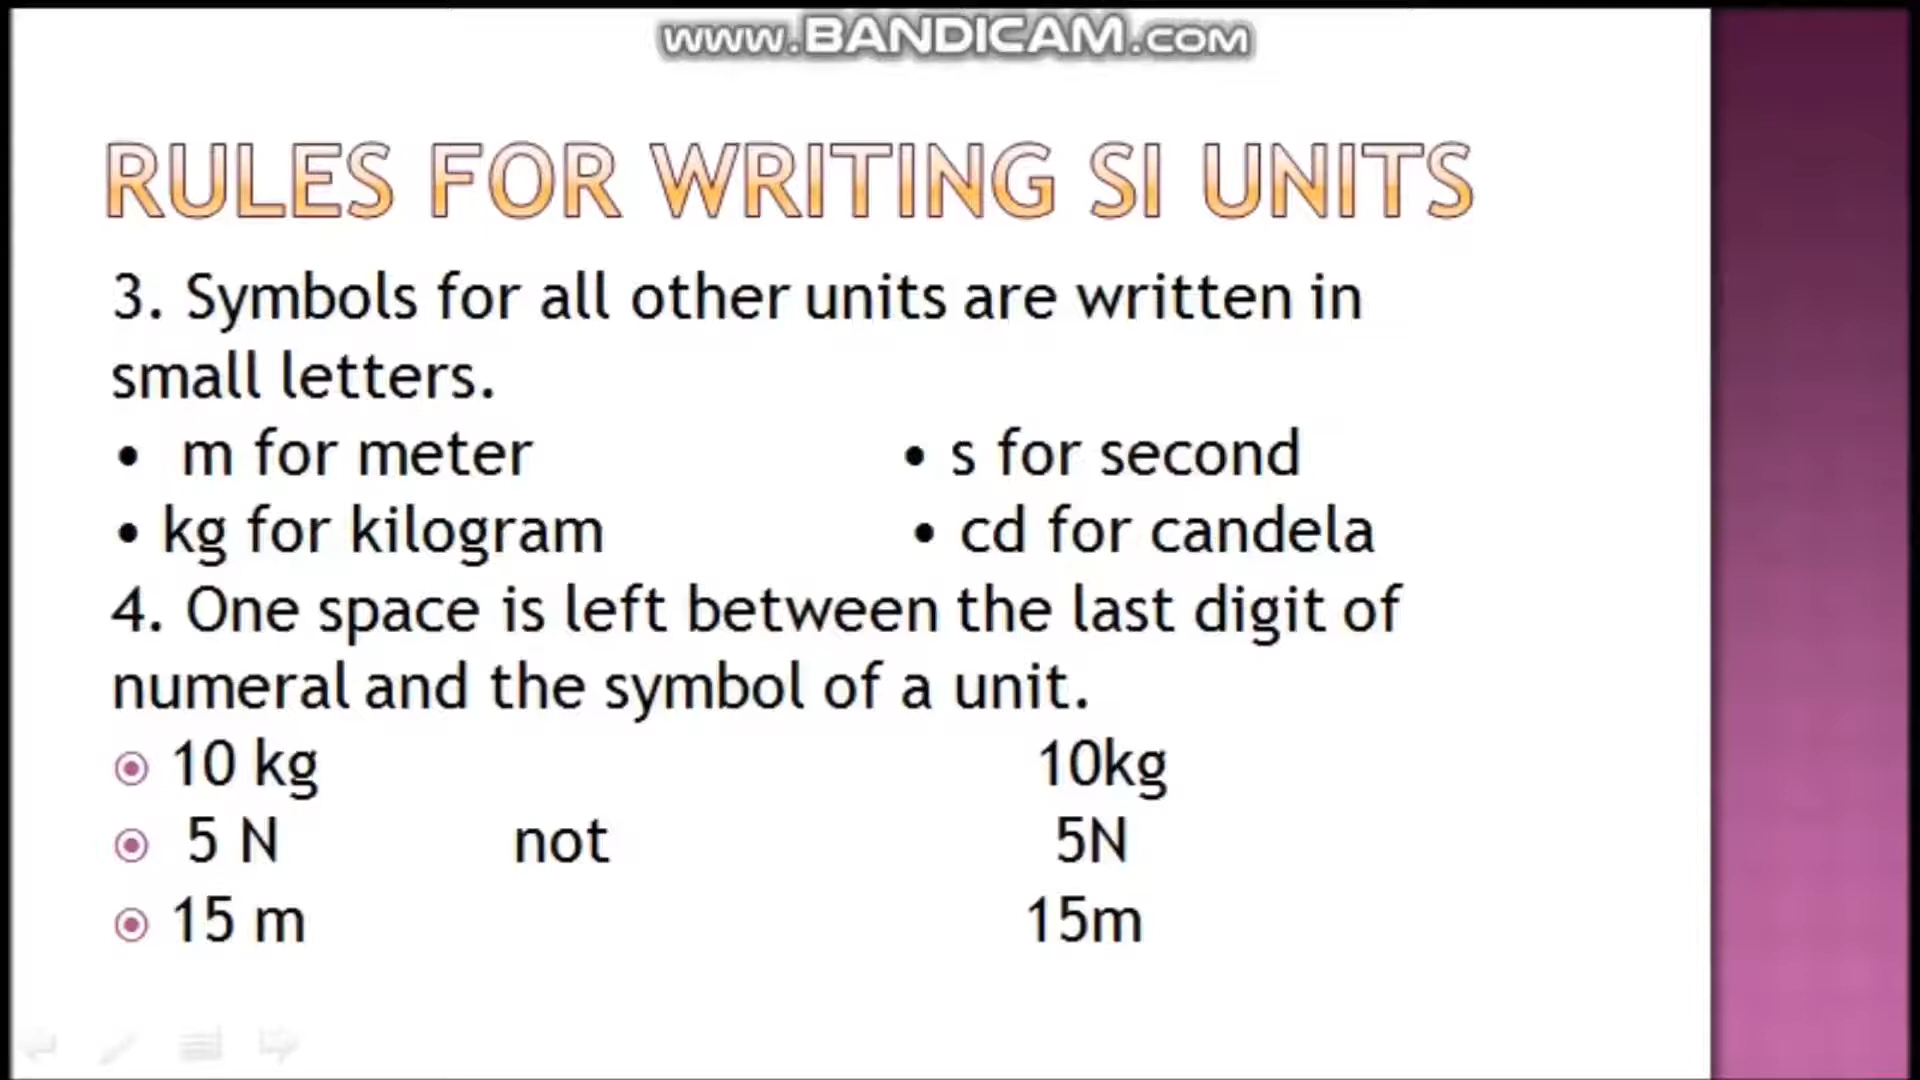 www.BANDICAM.com
RULES FOR WRITING SI UNITS
3. Symbols for all other units are written in
small letters.
• m for meter • s for second
• kg for kilogram • cd for candela
4. One space is left between the last digit of
numeral and the symbol of a unit.
10 kg 10kg
5 N not 5N
15 m 15m